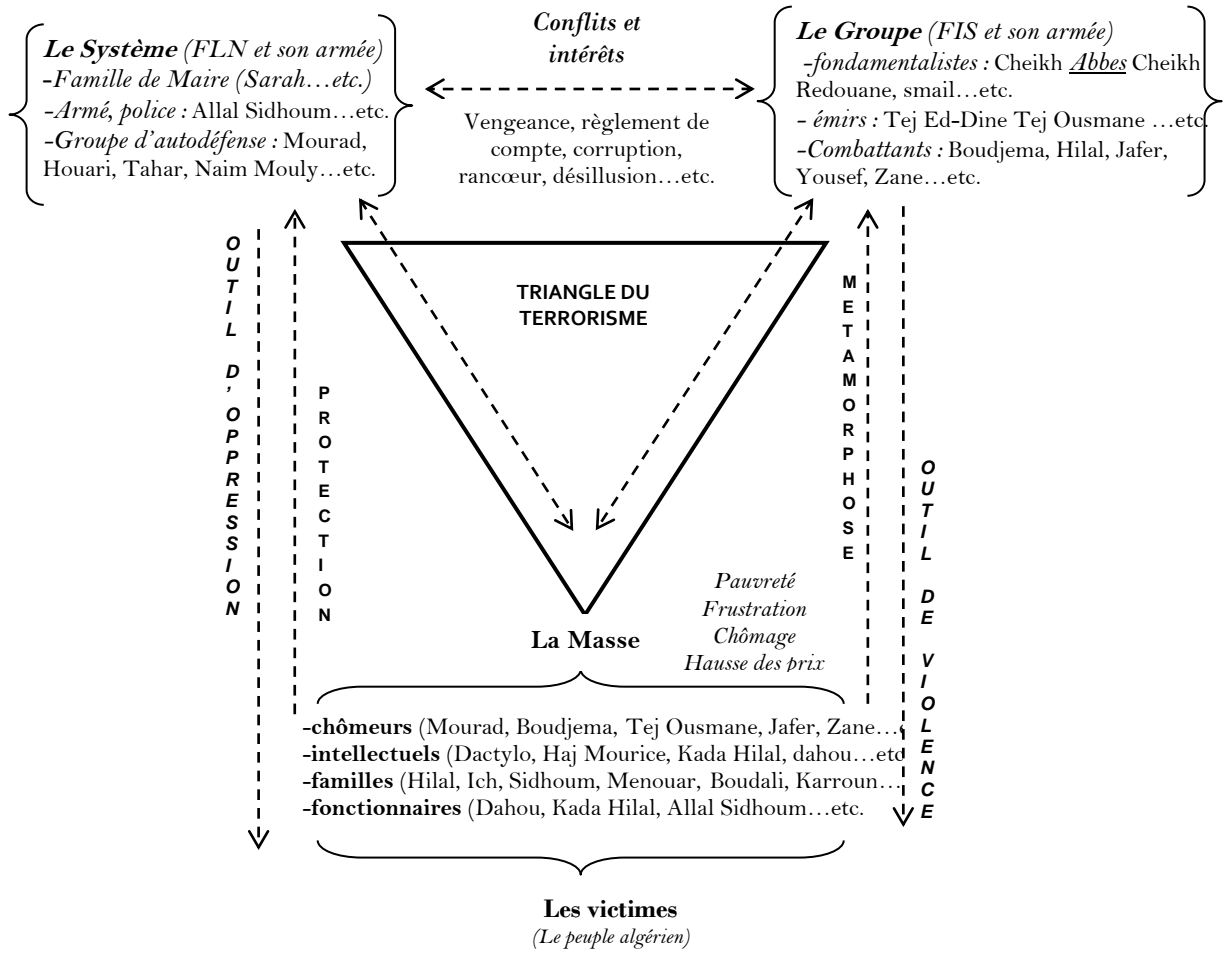 Le Système (FLN et son armée)
-Famille de Maire (Sarah…etc.)
-Armé, police : Allal Sidhoum…etc.
-Groupe d'autodéfense : Mourad,
Houari, Tahar, Naim Mouly…etc.
Conflits et
intérêts
Vengeance, règlement de
compte, corruption,
rancœur, désillusion…etc.
Le Groupe (FIS et son armée)
-fondamentalistes : Cheikh Abbes Cheikh
Redouane, smail…etc.
- émirs : Tej Ed-Dine Tej Ousmane …etc.
-Combattants : Boudjema, Hilal, Jafer,
Yousef, Zane…etc.
OUTIL D'OPPRESSION
PROTECTION
TRIANGLE DU
TERRORISME
METAMORPHOSE
OUTIL DE VIOLENCE
Pauvreté
Frustration
Chômage
Hausse des prix
La Masse
-chômeurs (Mourad, Boudjema, Tej Ousmane, Jafer, Zane…
-intellectuels (Dactylo, Haj Mourice, Kada Hilal, dahou…etc
-familles (Hilal, Ich, Sidhoum, Menouar, Boudali, Karroun…
-fonctionnaires (Dahou, Kada Hilal, Allal Sidhoum…etc.
Les victimes
(Le peuple algérien)